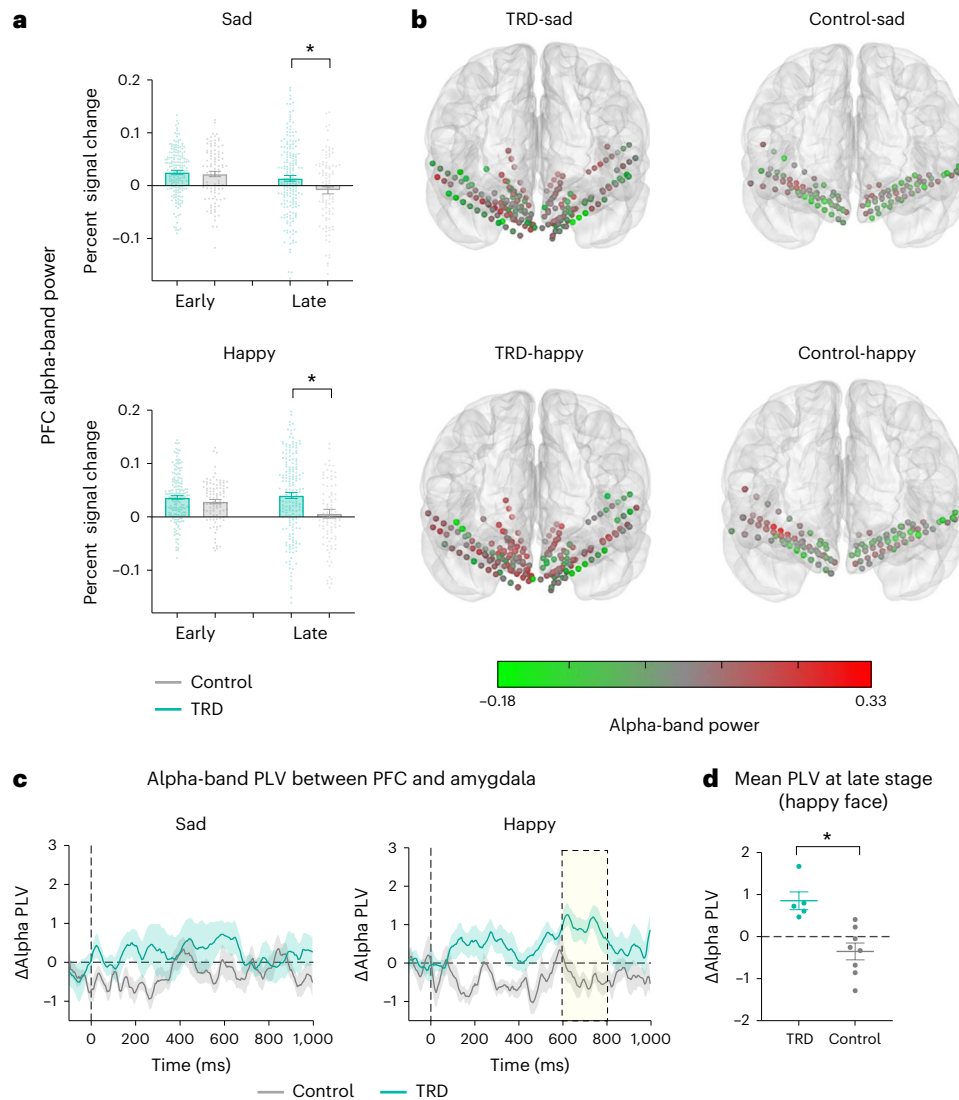 a
Sad
PFC alpha-band power
Percent signal change
0.2
0.1
0
−0.1
*
Early
Late
Happy
Percent signal change
0.2
0.1
0
−0.1
*
Early
Late
Control
TRD
b
TRD-sad
Control-sad
TRD-happy
Control-happy
−0.18
0.33
Alpha-band power
c
Alpha-band PLV between PFC and amygdala
Sad
ΔAlpha PLV
3
2
1
0
−1
0 200 400 600 800 1,000
Time (ms)
Happy
ΔAlpha PLV
3
2
1
0
−1
0 200 400 600 800 1,000
Time (ms)
Control
TRD
d
Mean PLV at late stage
(happy face)
*
ΔAlpha PLV
2
1
0
−1
−2
TRD Control